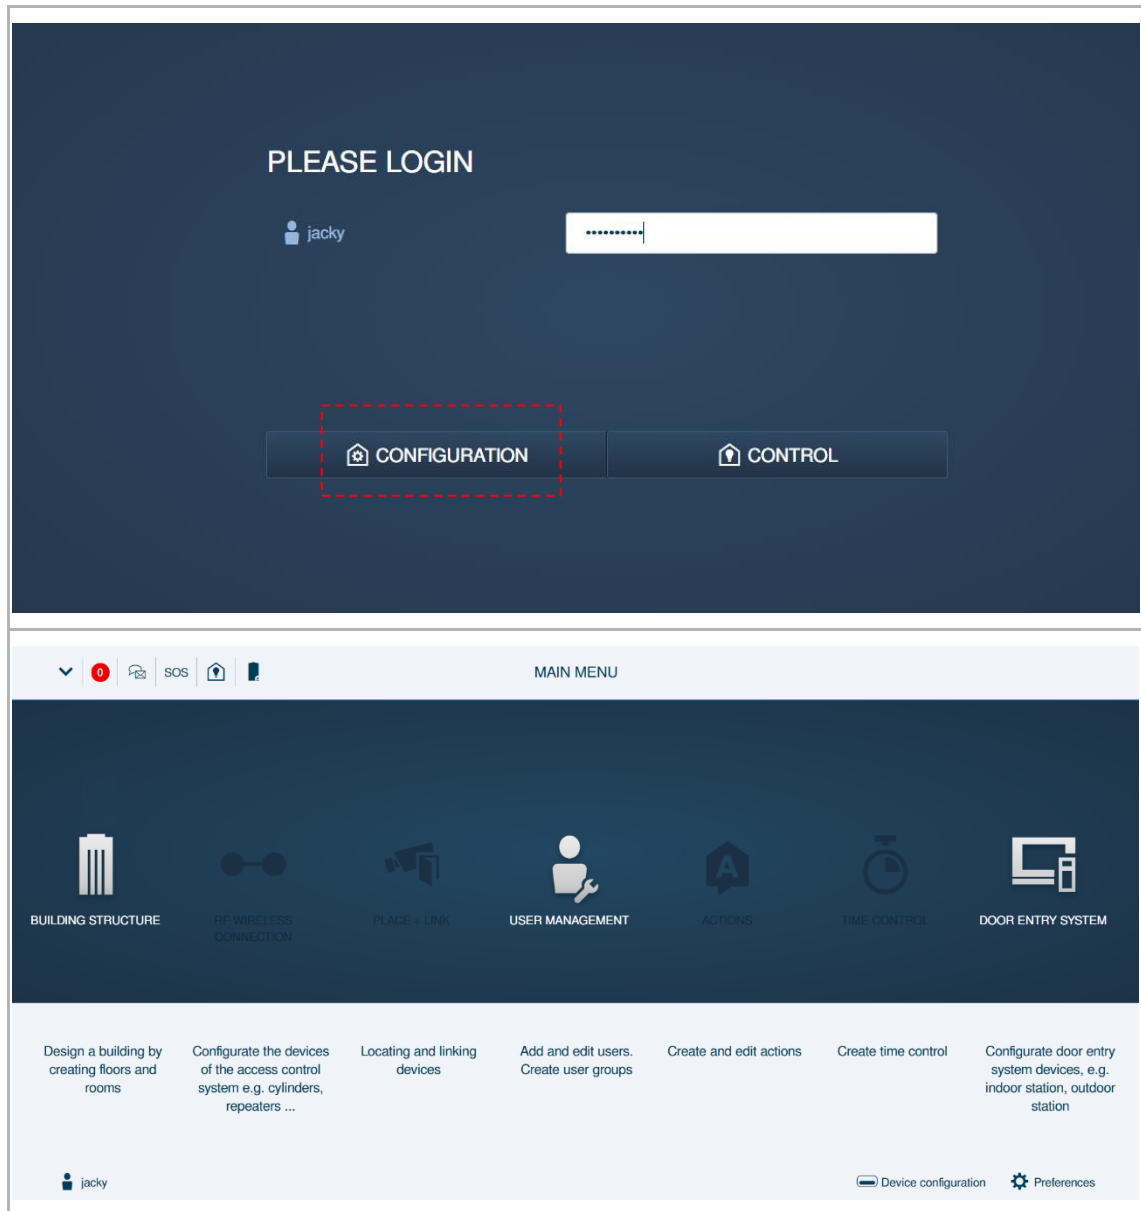 PLEASE LOGIN
jacky
••••••••••
CONFIGURATION
CONTROL
0
SOS
MAIN MENU
BUILDING STRUCTURE
RF WIRELESS
CONNECTION
PLACE + LINK
USER MANAGEMENT
A
ACTIONS
TIME CONTROL
DOOR ENTRY SYSTEM
Design a building by
creating floors and
rooms
Configurate the devices
of the access control
system e.g. cylinders,
repeaters ...
Locating and linking
devices
Add and edit users.
Create user groups
Create and edit actions
Create time control
Configurate door entry
system devices, e.g.
indoor station, outdoor
station
jacky
Device configuration
Preferences